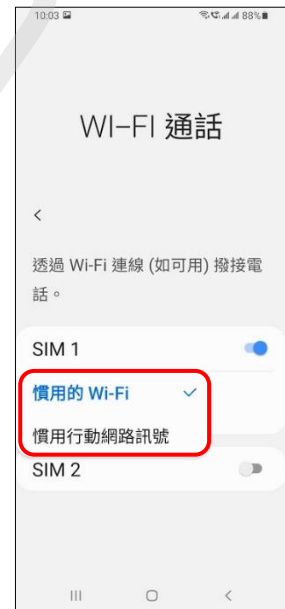 10:03 88%
WI-FI 通話
透過 Wi-Fi 連線 (如可用) 撥接電
話。
SIM 1
慣用的 Wi-Fi
慣用行動網路訊號
SIM 2